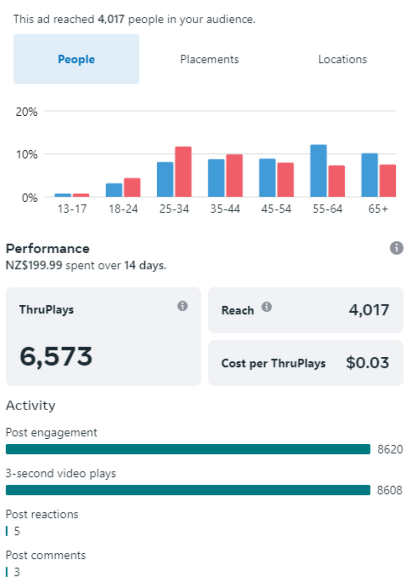 This ad reached 4,017 people in your audience.
People Placements Locations
20%
10%
0%
13-17 18-24 25-34 35-44 45-54 55-64 65+
Performance
NZ$199.99 spent over 14 days.
ThruPlays
6,573
Reach 4,017
Cost per ThruPlays $0.03
Activity
Post engagement
8620
3-second video plays
8608
Post reactions
5
Post comments
3